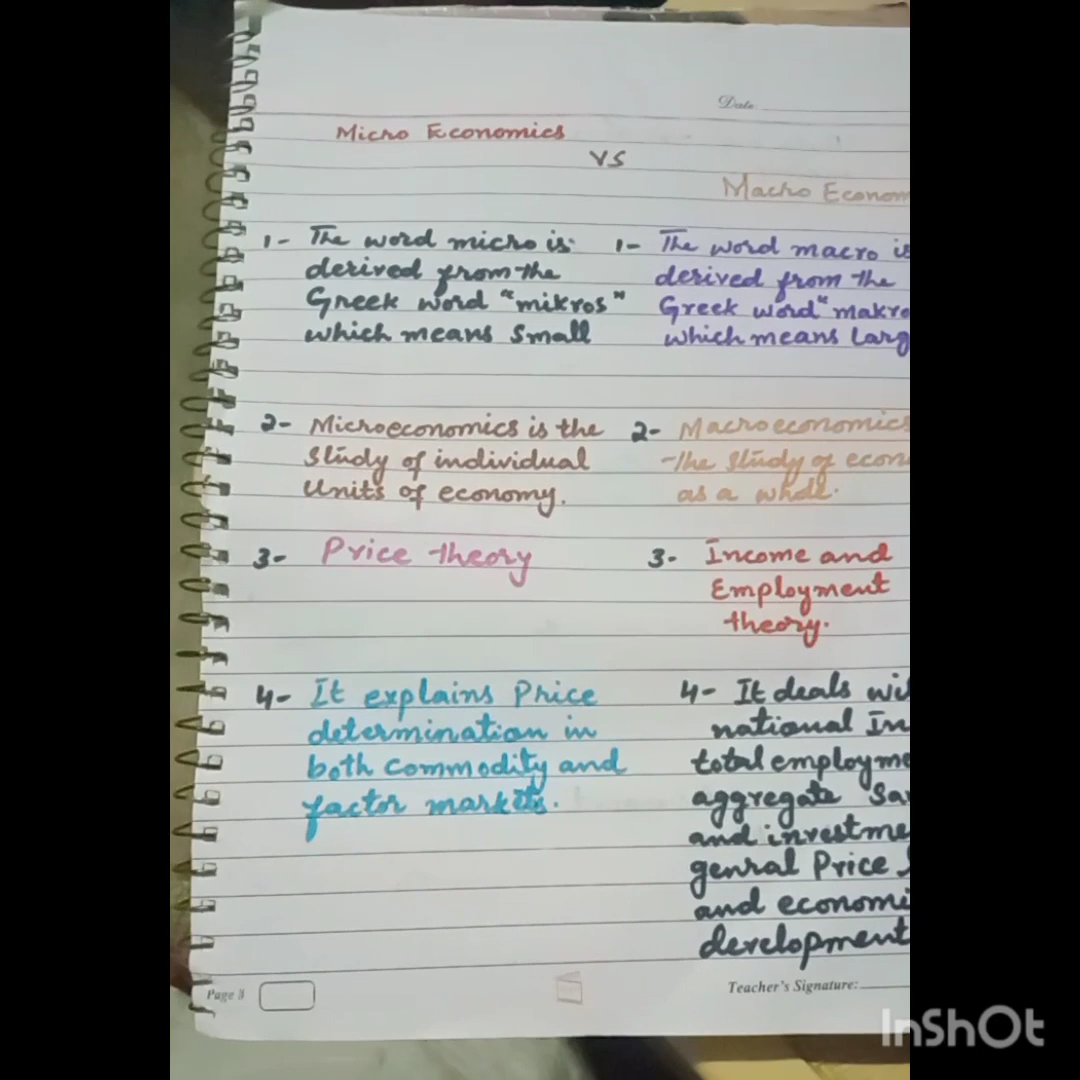 Date
Micro Economics
VS
Macro Econom
1- The word micro is
derived from the
Greek word "mikros"
which means Small
1- The word macro is
derived from the
Greek word "makro
which means Larg
2- Microeconomics is the
study of individual
Units of economy.
2- Macroeconomics
the study of econ
as a whole.
3- Price theory
3- Income and
Employment
theory.
4- It explains Price
determination in
both commodity and
factor markets.
4- It deals wi
national In
total employme
aggregate Sa
and investme
genral Price
and economi
development
Page #
Teacher's Signature:
InShOt